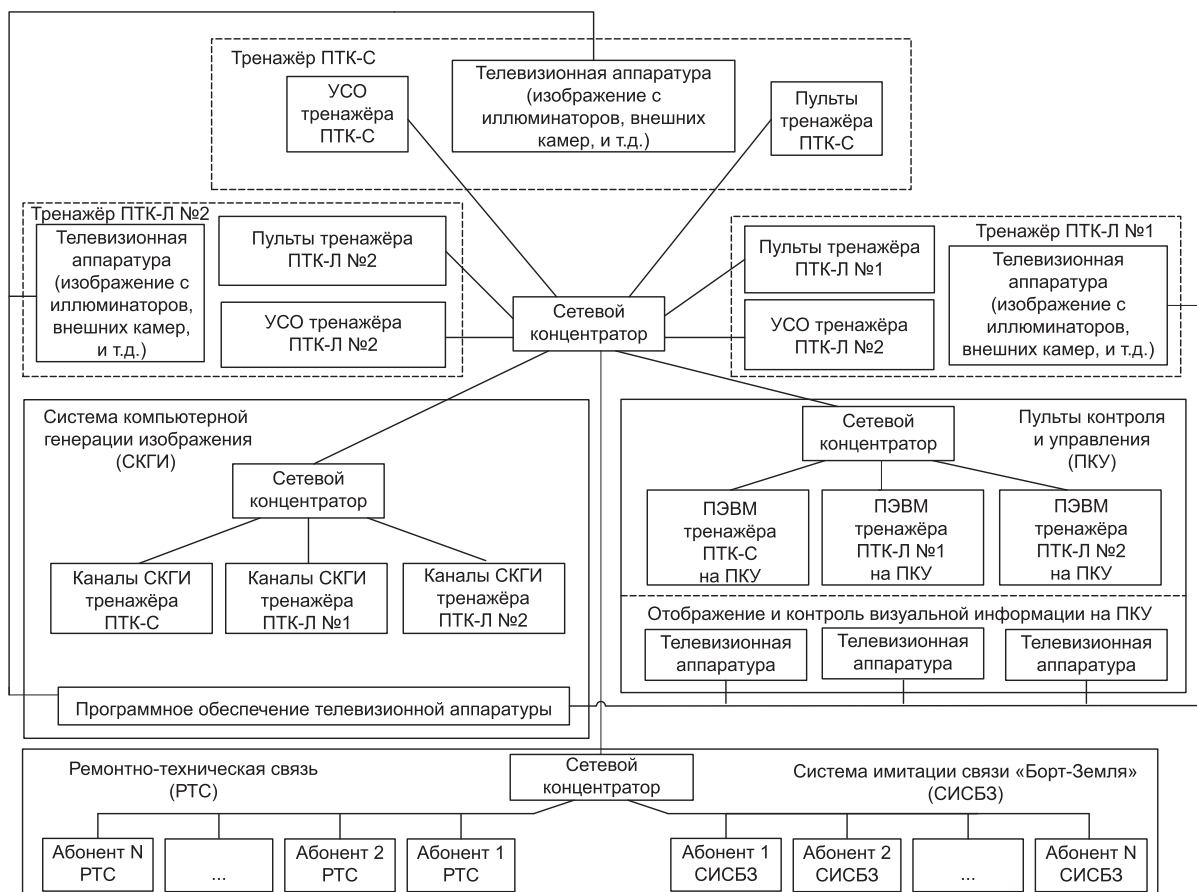 Тренажёр ПТК-С
УСО
тренажёра
ПТК-С
Телевизионная аппаратура
(изображение с
иллюминаторов, внешних
камер, и т.д.)
Пульты
тренажёра
ПТК-С
Тренажёр ПТК-Л №2
Телевизионная
аппаратура
(изображение с
иллюминаторов,
внешних камер,
и т.д.)
Пульты тренажёра
ПТК-Л №2
УСО тренажёра
ПТК-Л №2
Сетевой
концентратор
Тренажёр ПТК-Л №1
Пульты тренажёра
ПТК-Л №1
УСО тренажёра
ПТК-Л №2
Телевизионная
аппаратура
(изображение с
иллюминаторов,
внешних камер, и т.д.)
Система компьютерной
генерации изображения
(СКГИ)
Сетевой
концентратор
Каналы СКГИ
тренажёра
ПТК-С
Каналы СКГИ
тренажёра
ПТК-Л №1
Каналы СКГИ
тренажёра
ПТК-Л №2
Программное обеспечение телевизионной аппаратуры
Сетевой
концентратор
Пульты контроля
и управления
(ПКУ)
ПЭВМ
тренажёра
ПТК-С
на ПКУ
ПЭВМ
тренажёра
ПТК-Л №1
на ПКУ
ПЭВМ
тренажёра
ПТК-Л №2
на ПКУ
Отображение и контроль визуальной информации на ПКУ
Телевизионная
аппаратура
Телевизионная
аппаратура
Телевизионная
аппаратура
Ремонтно-техническая связь
(РТС)
Сетевой
концентратор
Система имитации связи «Борт-Земля»
(СИСБЗ)
Абонент N
РТС
...
Абонент 2
РТС
Абонент 1
РТС
Абонент 1
СИСБЗ
Абонент 2
СИСБЗ
...
Абонент N
СИСБЗ